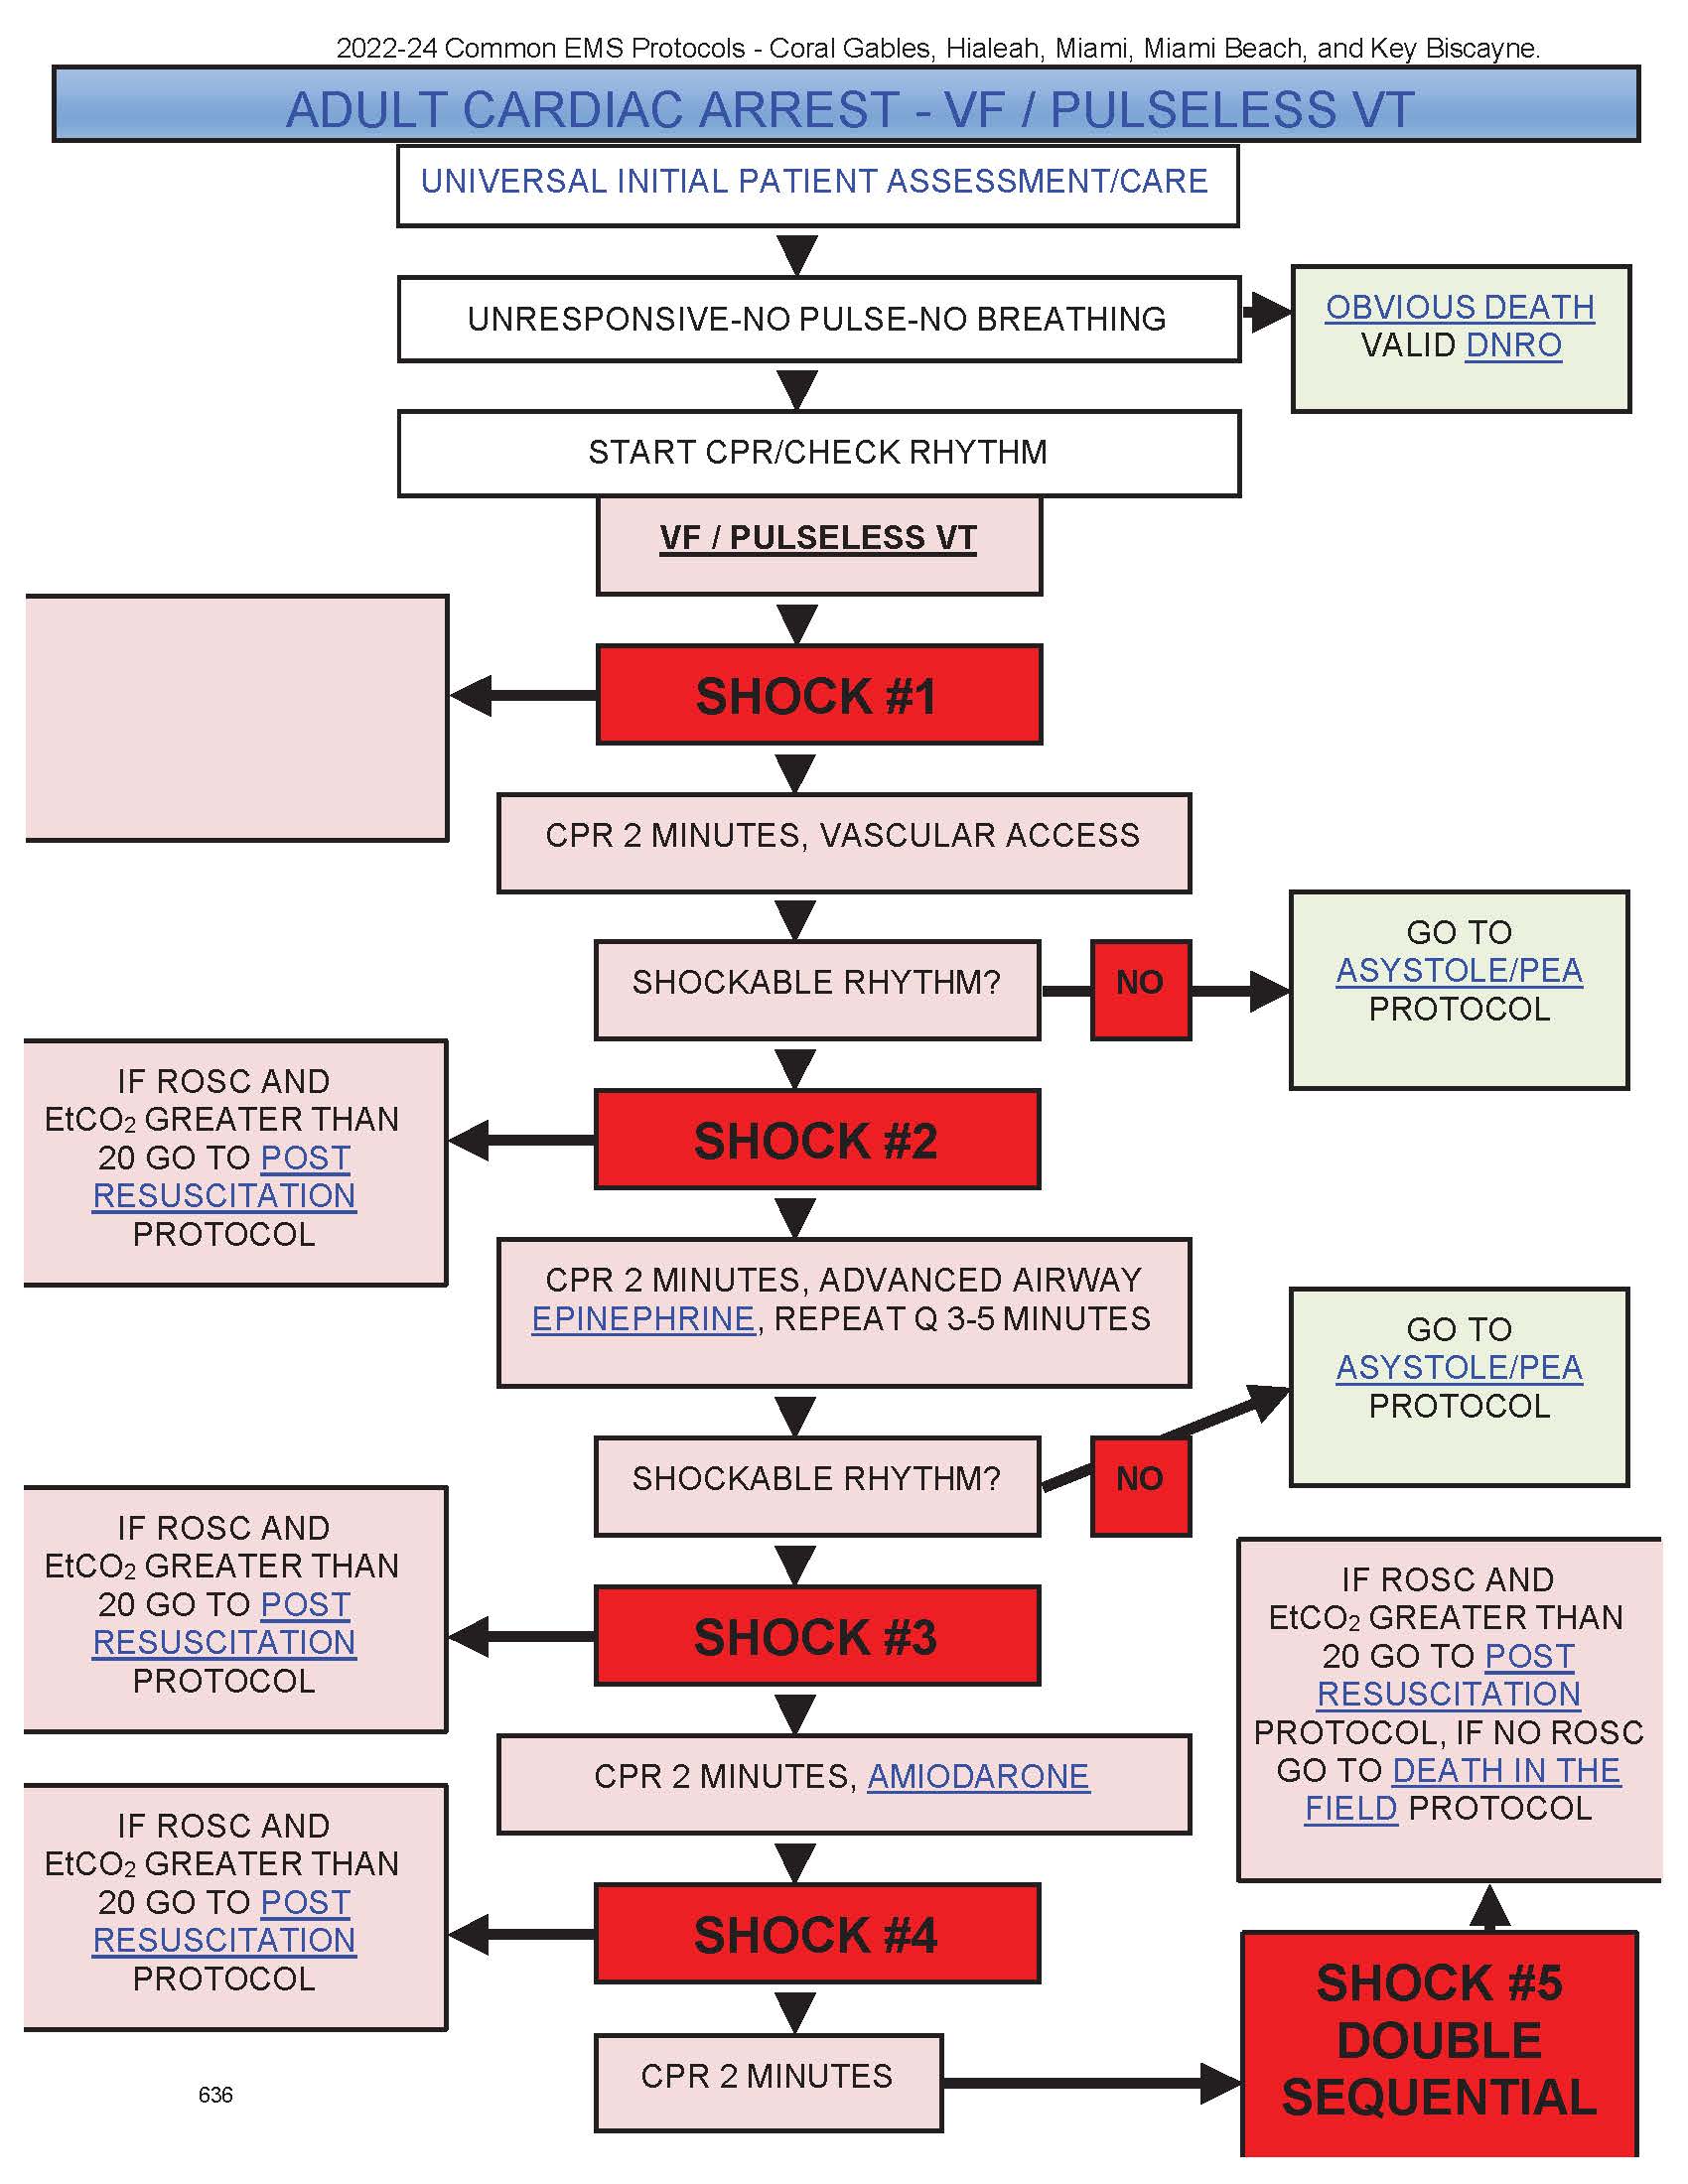 2022-24 Common EMS Protocols - Coral Gables, Hialeah, Miami, Miami Beach, and Key Biscayne.
ADULT CARDIAC ARREST - VF / PULSELESS VT
UNIVERSAL INITIAL PATIENT ASSESSMENT/CARE
UNRESPONSIVE-NO PULSE-NO BREATHING
OBVIOUS DEATH
VALID DNRO
START CPR/CHECK RHYTHM
VF / PULSELESS VT
SHOCK #1
CPR 2 MINUTES, VASCULAR ACCESS
SHOCKABLE RHYTHM?
NO
GO TO
ASYSTOLE/PEA
PROTOCOL
IF ROSC AND
EtCO₂ GREATER THAN
20 GO TO POST
RESUSCITATION
PROTOCOL
SHOCK #2
CPR 2 MINUTES, ADVANCED AIRWAY
EPINEPHRINE, REPEAT Q 3-5 MINUTES
GO TO
ASYSTOLE/PEA
PROTOCOL
SHOCKABLE RHYTHM?
NO
IF ROSC AND
EtCO₂ GREATER THAN
20 GO TO POST
RESUSCITATION
PROTOCOL
SHOCK #3
CPR 2 MINUTES, AMIODARONE
IF ROSC AND
EtCO₂ GREATER THAN
20 GO TO POST
RESUSCITATION
PROTOCOL
SHOCK #4
CPR 2 MINUTES
SHOCK #5
DOUBLE
SEQUENTIAL
IF ROSC AND
EtCO₂ GREATER THAN
20 GO TO POST
RESUSCITATION
PROTOCOL, IF NO ROSC
GO TO DEATH IN THE
FIELD PROTOCOL
636